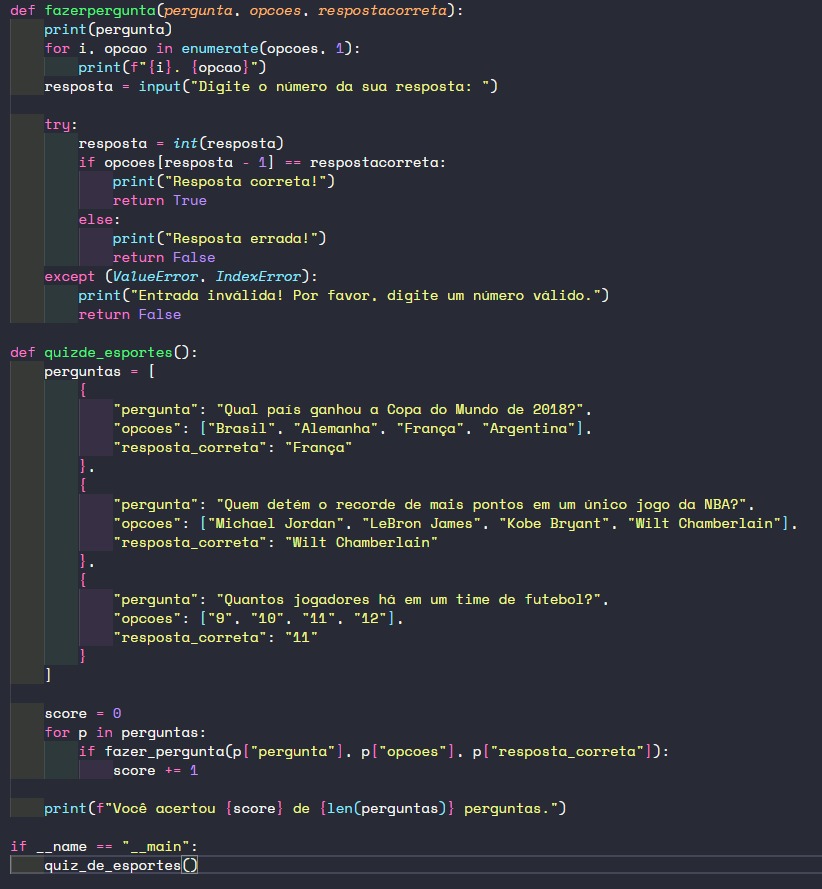 def fazerpergunta(pergunta, opcoes, respostacorreta):
    print(pergunta)
    for i, opcao in enumerate(opcoes, 1):
        print(f"{i}. {opcao}")
    resposta = input("Digite o número da sua resposta: ")

    try:
        resposta = int(resposta)
        if opcoes[resposta - 1] == respostacorreta:
            print("Resposta correta!")
            return True
        else:
            print("Resposta errada!")
            return False
    except (ValueError, IndexError):
        print("Entrada inválida! Por favor, digite um número válido.")
        return False

def quizde_esportes():
    perguntas = [
        {
            "pergunta": "Qual país ganhou a Copa do Mundo de 2018?",
            "opcoes": ["Brasil", "Alemanha", "França", "Argentina"],
            "resposta_correta": "França"
        },
        {
            "pergunta": "Quem detém o recorde de mais pontos em um único jogo da NBA?",
            "opcoes": ["Michael Jordan", "LeBron James", "Kobe Bryant", "Wilt Chamberlain"],
            "resposta_correta": "Wilt Chamberlain"
        },
        {
            "pergunta": "Quantos jogadores há em um time de futebol?",
            "opcoes": ["9", "10", "11", "12"],
            "resposta_correta": "11"
        }
    ]

    score = 0
    for p in perguntas:
        if fazer_pergunta(p["pergunta"], p["opcoes"], p["resposta_correta"]):
            score += 1

    print(f"Você acertou {score} de {len(perguntas)} perguntas.")

if __name == "__main":
    quiz_de_esportes()